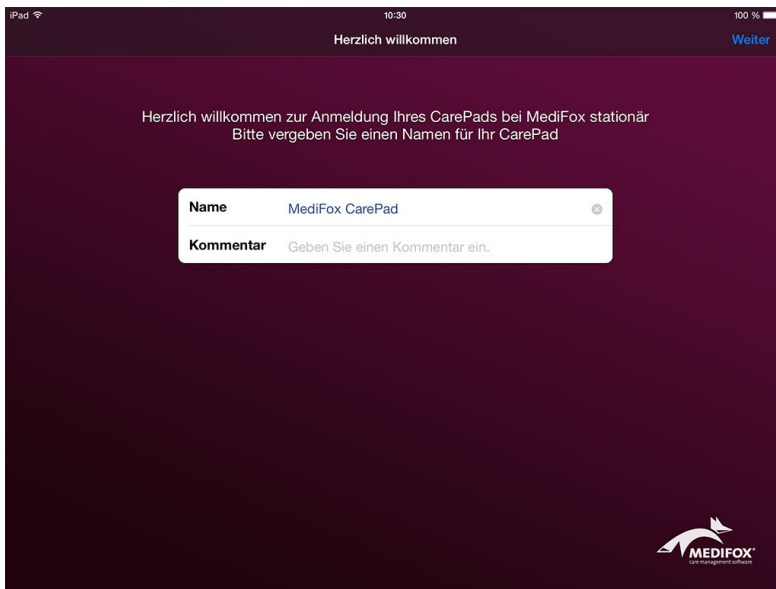 iPad 10:30 100 %
Herzlich willkommen Weiter
Herzlich willkommen zur Anmeldung Ihres CarePads bei MediFox stationär
Bitte vergeben Sie einen Namen für Ihr CarePad
Name MediFox CarePad
Kommentar Geben Sie einen Kommentar ein.
MEDIFOX®
care management software